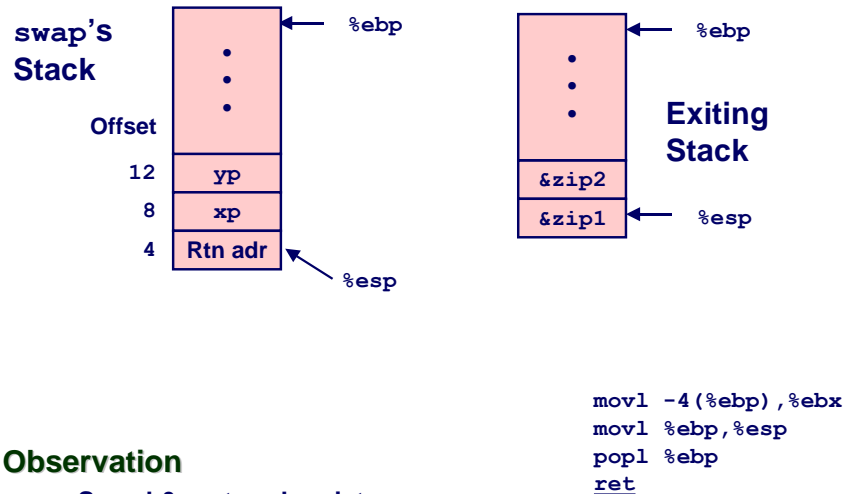 swap's
Stack
%ebp
•
•
•
Offset
12 yp
8 xp
4 Rtn adr
%esp
%ebp
•
•
•
Exiting
Stack
&zip2
&zip1
%esp
movl -4(%ebp),%ebx
movl %ebp,%esp
popl %ebp
ret
Observation